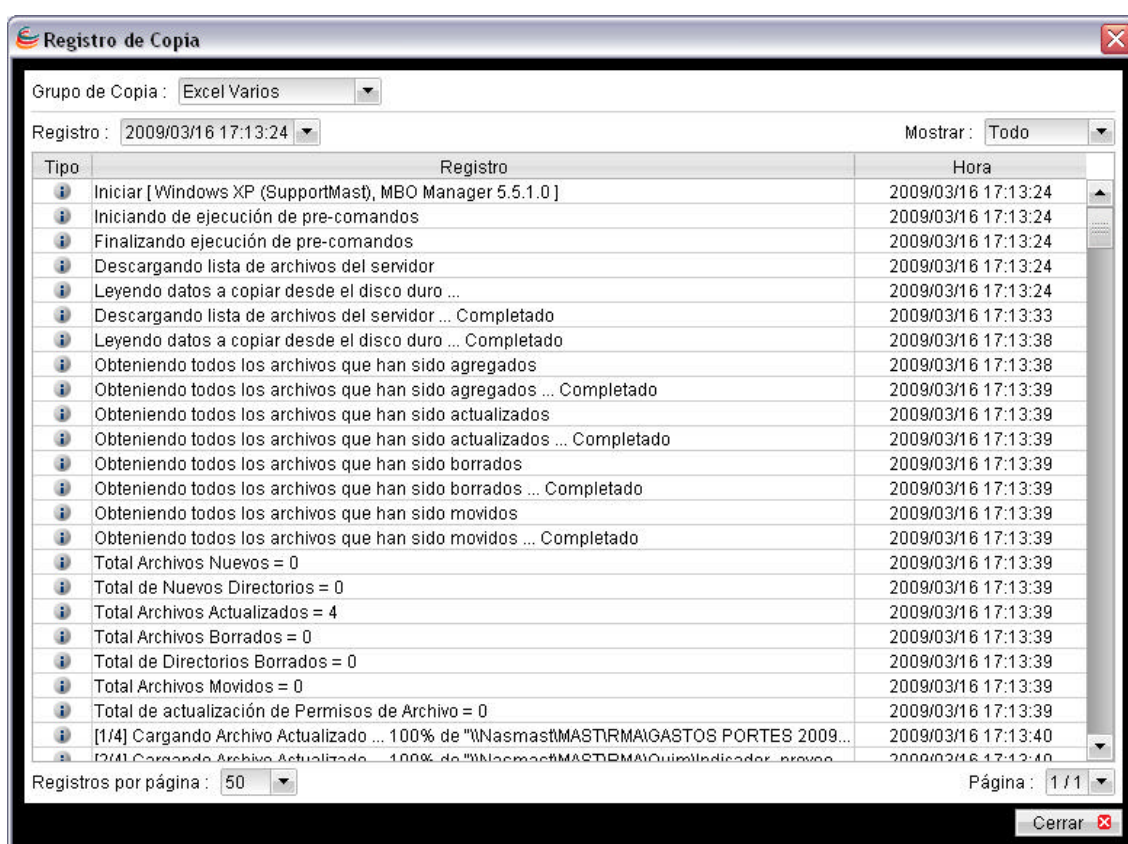 Registro de Copia
Grupo de Copia : Excel Varios
Registro : 2009/03/16 17:13:24 Mostrar : Todo
Tipo Registro Hora
Iniciar [ Windows XP (SupportMast), MBO Manager 5.5.1.0 ] 2009/03/16 17:13:24
Iniciando de ejecución de pre-comandos 2009/03/16 17:13:24
Finalizando ejecución de pre-comandos 2009/03/16 17:13:24
Descargando lista de archivos del servidor 2009/03/16 17:13:24
Leyendo datos a copiar desde el disco duro ... 2009/03/16 17:13:24
Descargando lista de archivos del servidor ... Completado 2009/03/16 17:13:33
Leyendo datos a copiar desde el disco duro ... Completado 2009/03/16 17:13:38
Obteniendo todos los archivos que han sido agregados 2009/03/16 17:13:38
Obteniendo todos los archivos que han sido agregados ... Completado 2009/03/16 17:13:39
Obteniendo todos los archivos que han sido actualizados 2009/03/16 17:13:39
Obteniendo todos los archivos que han sido actualizados ... Completado 2009/03/16 17:13:39
Obteniendo todos los archivos que han sido borrados 2009/03/16 17:13:39
Obteniendo todos los archivos que han sido borrados ... Completado 2009/03/16 17:13:39
Obteniendo todos los archivos que han sido movidos 2009/03/16 17:13:39
Obteniendo todos los archivos que han sido movidos ... Completado 2009/03/16 17:13:39
Total Archivos Nuevos = 0 2009/03/16 17:13:39
Total de Nuevos Directorios = 0 2009/03/16 17:13:39
Total Archivos Actualizados = 4 2009/03/16 17:13:39
Total Archivos Borrados = 0 2009/03/16 17:13:39
Total de Directorios Borrados = 0 2009/03/16 17:13:39
Total Archivos Movidos = 0 2009/03/16 17:13:39
Total de actualización de Permisos de Archivo = 0 2009/03/16 17:13:39
[1/4] Cargando Archivo Actualizado ... 100% de "\\Nasmast\MAST\RMA\GASTOS PORTES 2009... 2009/03/16 17:13:40
[2/4] Cargando Archivo Actualizado ... 100% de 2009/03/16 17:13:40
Registros por página : 50 Página : 1 / 1
Cerrar